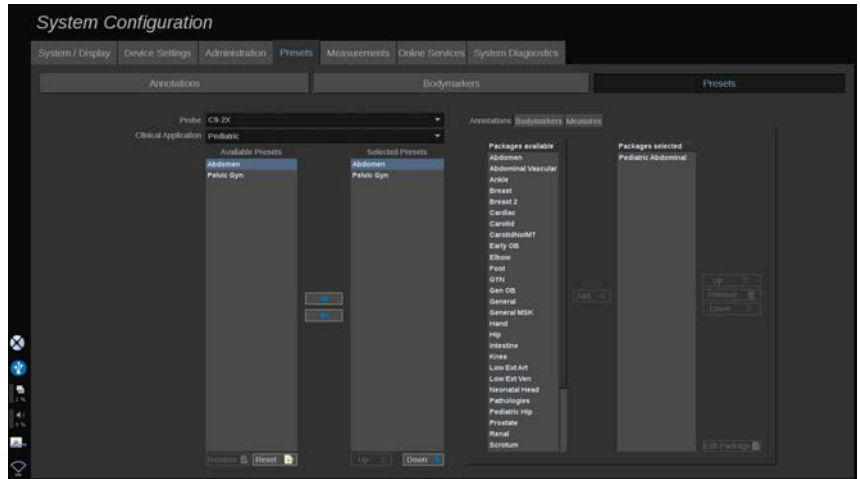 System Configuration
System / Display Device Settings Administration Presets Measurements Online Services System Diagnostics
Annotations Bodymarkers Presets
Probe C9-2X
Clinical Application Pediatric
Available Presets Selected Presets
Abdomen Abdomen
Pelvic Gyn Pelvic Gyn
Reset Up Down
Annotations Bodymarkers Measures
Packages available Packages selected
Abdomen Pediatric Abdominal
Abdominal Vascular
Ankle
Breast
Breast 2
Cardiac
Carotid
CarotidNoIMT
Early OB
Elbow
Foot
GYN
Gen OB
General
General MSK
Hand
Hip
Intestine
Knee
Low Ext Art
Low Ext Ven
Neonatal Head
Pathologies
Pediatric Hip
Prostate
Renal
Scrotum
Add
Up
Remove
Down
Edit Package